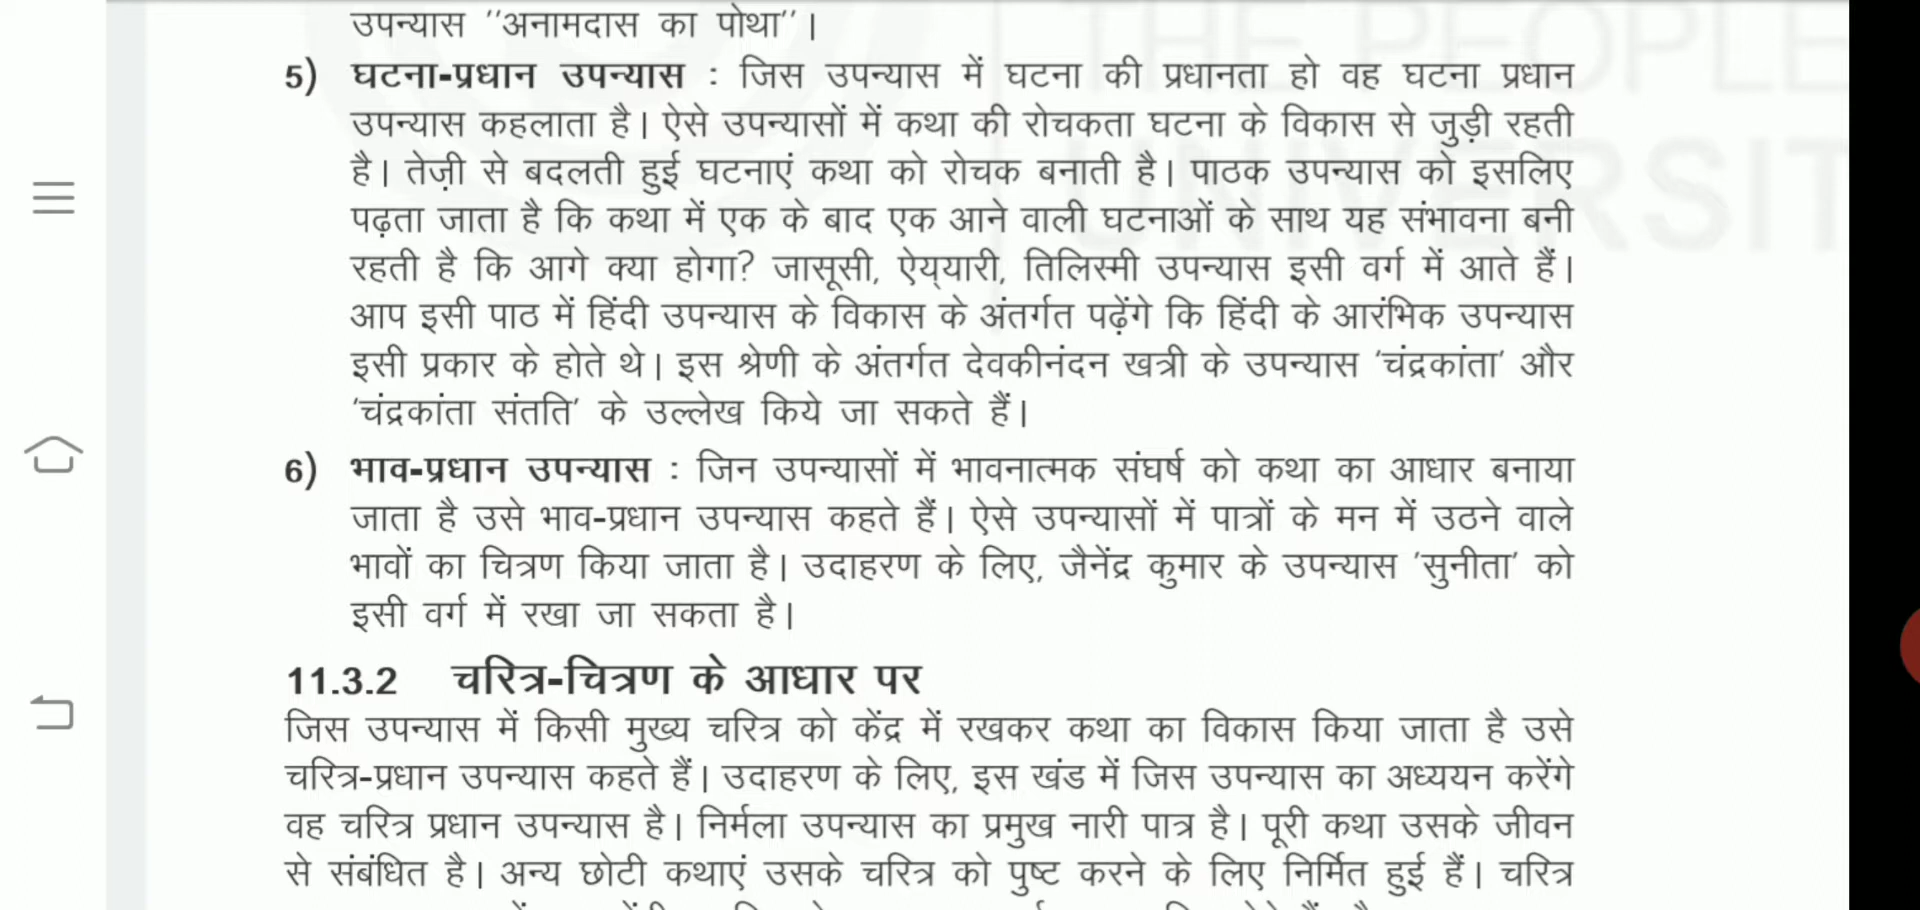 उपन्यास ''अनामदास का पोथा''।
THE PEOPLE
UNIVERSIT
5) घटना-प्रधान उपन्यास : जिस उपन्यास में घटना की प्रधानता हो वह घटना प्रधान
उपन्यास कहलाता है। ऐसे उपन्यासों में कथा की रोचकता घटना के विकास से जुड़ी रहती
है। तेज़ी से बदलती हुई घटनाएं कथा को रोचक बनाती है। पाठक उपन्यास को इसलिए
पढ़ता जाता है कि कथा में एक के बाद एक आने वाली घटनाओं के साथ यह संभावना बनी
रहती है कि आगे क्या होगा? जासूसी, ऐय्‌यारी, तिलिस्मी उपन्यास इसी वर्ग में आते हैं।
आप इसी पाठ में हिंदी उपन्यास के विकास के अंतर्गत पढ़ेंगे कि हिंदी के आरंभिक उपन्यास
इसी प्रकार के होते थे। इस श्रेणी के अंतर्गत देवकीनंदन खत्री के उपन्यास 'चंद्रकांता' और
'चंद्रकांता संतति' के उल्लेख किये जा सकते हैं।
6) भाव-प्रधान उपन्यास : जिन उपन्यासों में भावनात्मक संघर्ष को कथा का आधार बनाया
जाता है उसे भाव-प्रधान उपन्यास कहते हैं। ऐसे उपन्यासों में पात्रों के मन में उठने वाले
भावों का चित्रण किया जाता है। उदाहरण के लिए, जैनेंद्र कुमार के उपन्यास 'सुनीता' को
इसी वर्ग में रखा जा सकता है।
11.3.2 चरित्र-चित्रण के आधार पर
जिस उपन्यास में किसी मुख्य चरित्र को केंद्र में रखकर कथा का विकास किया जाता है उसे
चरित्र-प्रधान उपन्यास कहते हैं। उदाहरण के लिए, इस खंड में जिस उपन्यास का अध्ययन करेंगे
वह चरित्र प्रधान उपन्यास है। निर्मला उपन्यास का प्रमुख नारी पात्र है। पूरी कथा उसके जीवन
से संबंधित है। अन्य छोटी कथाएं उसके चरित्र को पुष्ट करने के लिए निर्मित हुई हैं। चरित्र